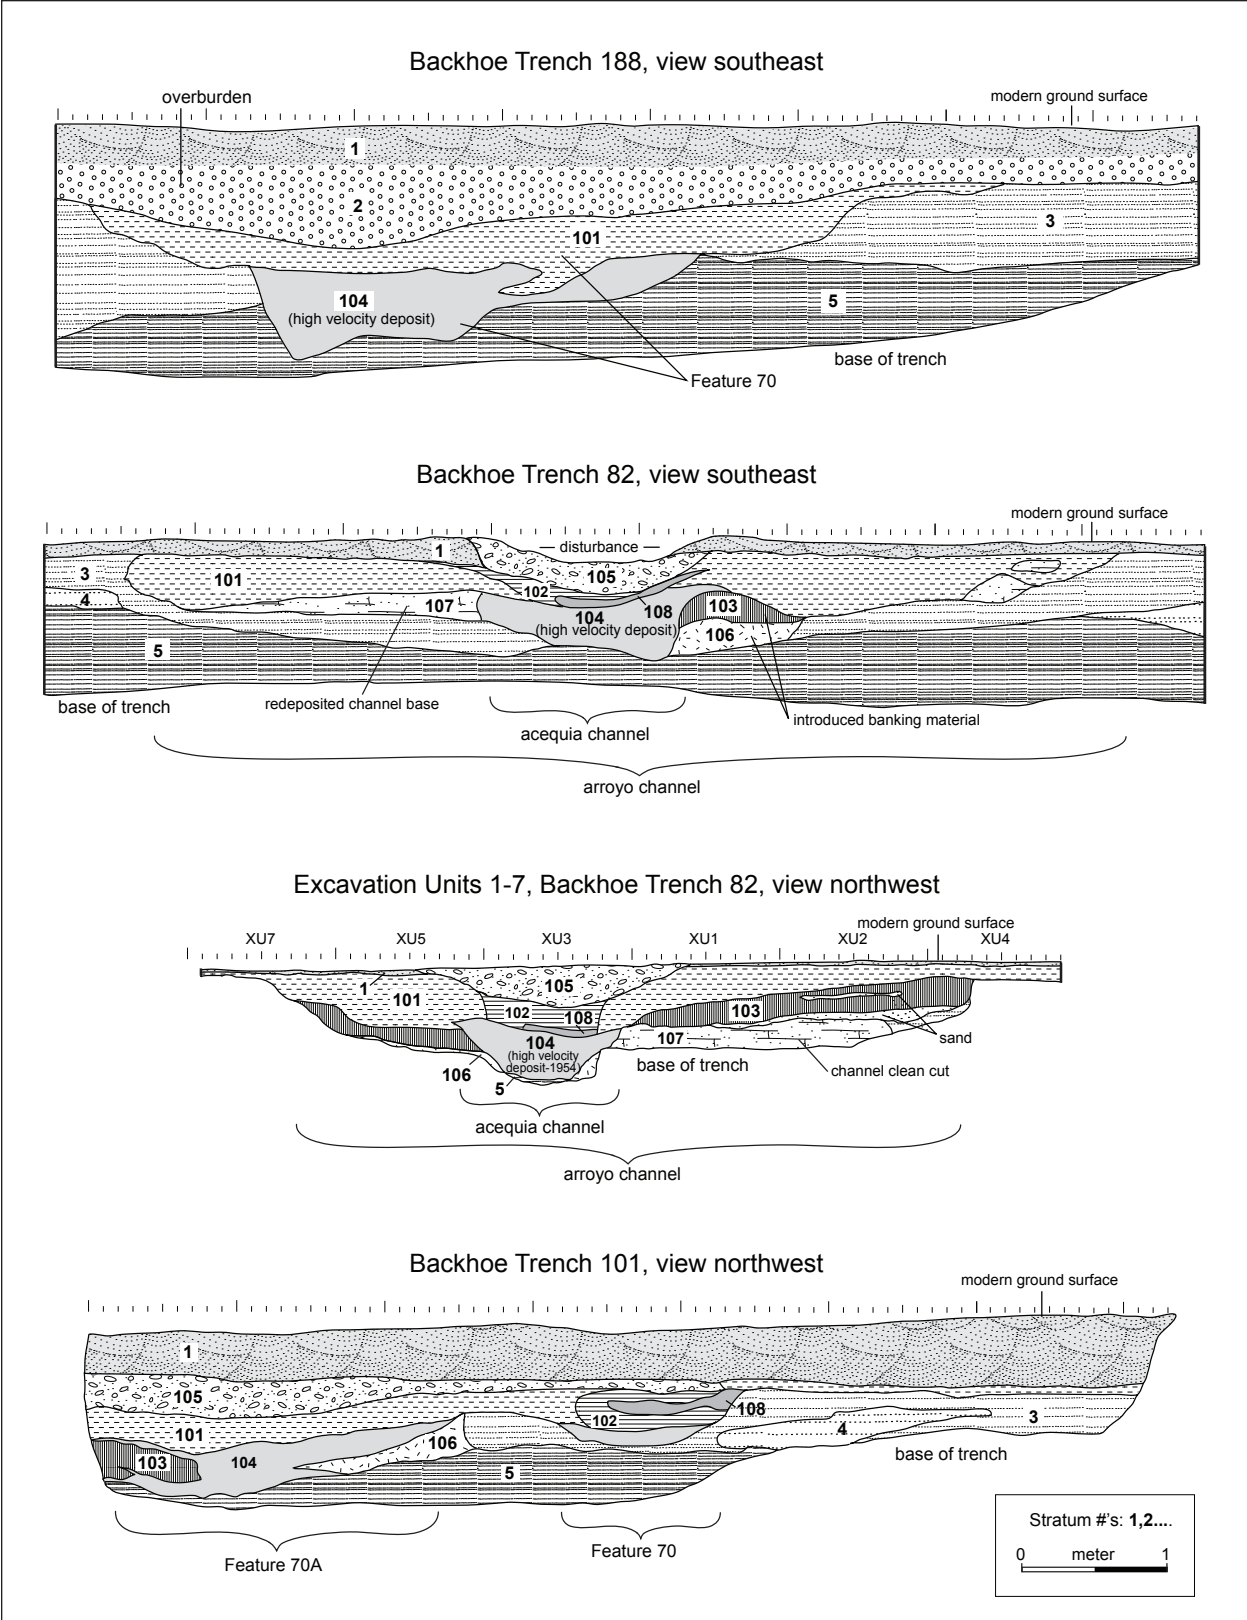 Backhoe Trench 188, view southeast
overburden
modern ground surface
1
2
101
3
104
(high velocity deposit)
5
base of trench
Feature 70
Backhoe Trench 82, view southeast
modern ground surface
1
disturbance
3
101
105
4
102
107
104
108
103
(high velocity deposit)
106
5
base of trench
redeposited channel base
introduced banking material
acequia channel
arroyo channel
Excavation Units 1-7, Backhoe Trench 82, view northwest
modern ground surface
XU7 XU5 XU3 XU1 XU2 XU4
1
101
105
102
108
103
104
(high velocity
deposit-1954)
107
sand
106
5
base of trench
channel clean cut
acequia channel
arroyo channel
Backhoe Trench 101, view northwest
modern ground surface
1
105
101
102
108
3
4
106
103
104
5
base of trench
Feature 70A
Feature 70
Stratum #'s: 1,2....
0 meter 1